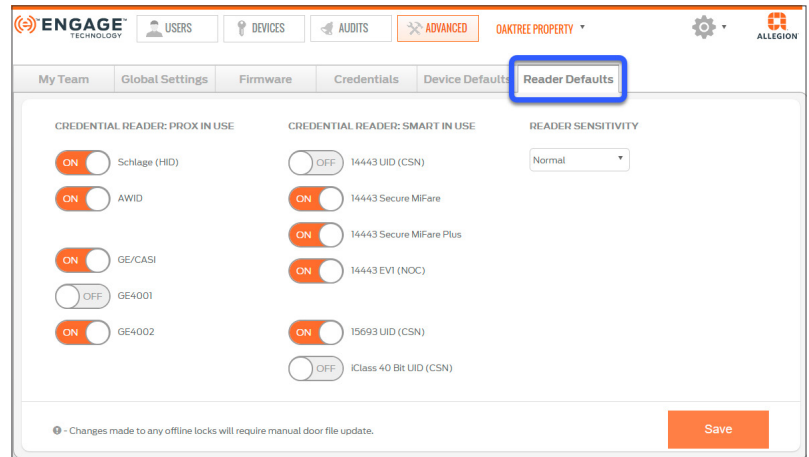 ENGAGE™
TECHNOLOGY
USERS
DEVICES
AUDITS
ADVANCED
OAKTREE PROPERTY
ALLEGION
My Team
Global Settings
Firmware
Credentials
Device Defaults
Reader Defaults
CREDENTIAL READER: PROX IN USE
ON Schlage (HID)
ON AWID
ON GE/CASI
OFF GE4001
ON GE4002
CREDENTIAL READER: SMART IN USE
OFF 14443 UID (CSN)
ON 14443 Secure MiFare
ON 14443 Secure MiFare Plus
ON 14443 EV1 (NOC)
ON 15693 UID (CSN)
OFF iClass 40 Bit UID (CSN)
READER SENSITIVITY
Normal
- Changes made to any offline locks will require manual door file update.
Save